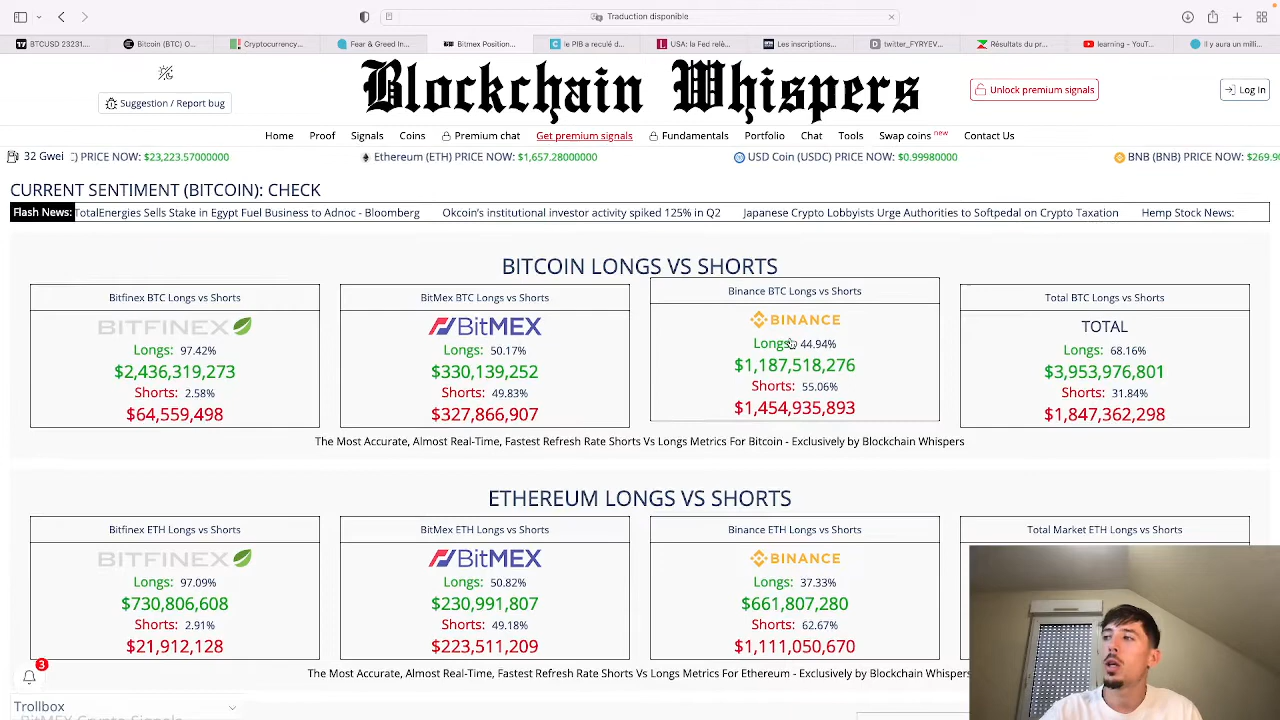 Traduction disponible
BTCUSD 23231...
Bitcoin (BTC) O...
Cryptocurrency...
Fear & Greed In...
Bitmex Position...
le PIB a reculé d...
USA: la Fed relè...
Les inscriptions...
twitter_FYRYEV...
Résultats du pr...
learning - YouT...
Il y aura un milli...
Blockchain Whispers
Suggestion / Report bug
Unlock premium signals
Log In
Home Proof Signals Coins Premium chat Get premium signals Fundamentals Portfolio Chat Tools Swap coins new Contact Us
32 Gwei
) PRICE NOW: $23,223.57000000 Ethereum (ETH) PRICE NOW: $1,657.28000000 USD Coin (USDC) PRICE NOW: $0.99980000 BNB (BNB) PRICE NOW: $269.9
CURRENT SENTIMENT (BITCOIN): CHECK
Flash News: TotalEnergies Sells Stake in Egypt Fuel Business to Adnoc - Bloomberg Okcoin's institutional investor activity spiked 125% in Q2 Japanese Crypto Lobbyists Urge Authorities to Softpedal on Crypto Taxation Hemp Stock News:
BITCOIN LONGS VS SHORTS
Bitfinex BTC Longs vs Shorts
BITFINEX
Longs: 97.42%
$2,436,319,273
Shorts: 2.58%
$64,559,498
BitMex BTC Longs vs Shorts
BitMEX
Longs: 50.17%
$330,139,252
Shorts: 49.83%
$327,866,907
Binance BTC Longs vs Shorts
BINANCE
Longs: 44.94%
$1,187,518,276
Shorts: 55.06%
$1,454,935,893
Total BTC Longs vs Shorts
TOTAL
Longs: 68.16%
$3,953,976,801
Shorts: 31.84%
$1,847,362,298
The Most Accurate, Almost Real-Time, Fastest Refresh Rate Shorts Vs Longs Metrics For Bitcoin - Exclusively by Blockchain Whispers
ETHEREUM LONGS VS SHORTS
Bitfinex ETH Longs vs Shorts
BITFINEX
Longs: 97.09%
$730,806,608
Shorts: 2.91%
$21,912,128
BitMex ETH Longs vs Shorts
BitMEX
Longs: 50.82%
$230,991,807
Shorts: 49.18%
$223,511,209
Binance ETH Longs vs Shorts
BINANCE
Longs: 37.33%
$661,807,280
Shorts: 62.67%
$1,111,050,670
Total Market ETH Longs vs Shorts
The Most Accurate, Almost Real-Time, Fastest Refresh Rate Shorts Vs Longs Metrics For Ethereum - Exclusively by Blockchain Whispers
3
Trollbox
BitMEX Crypto Signals